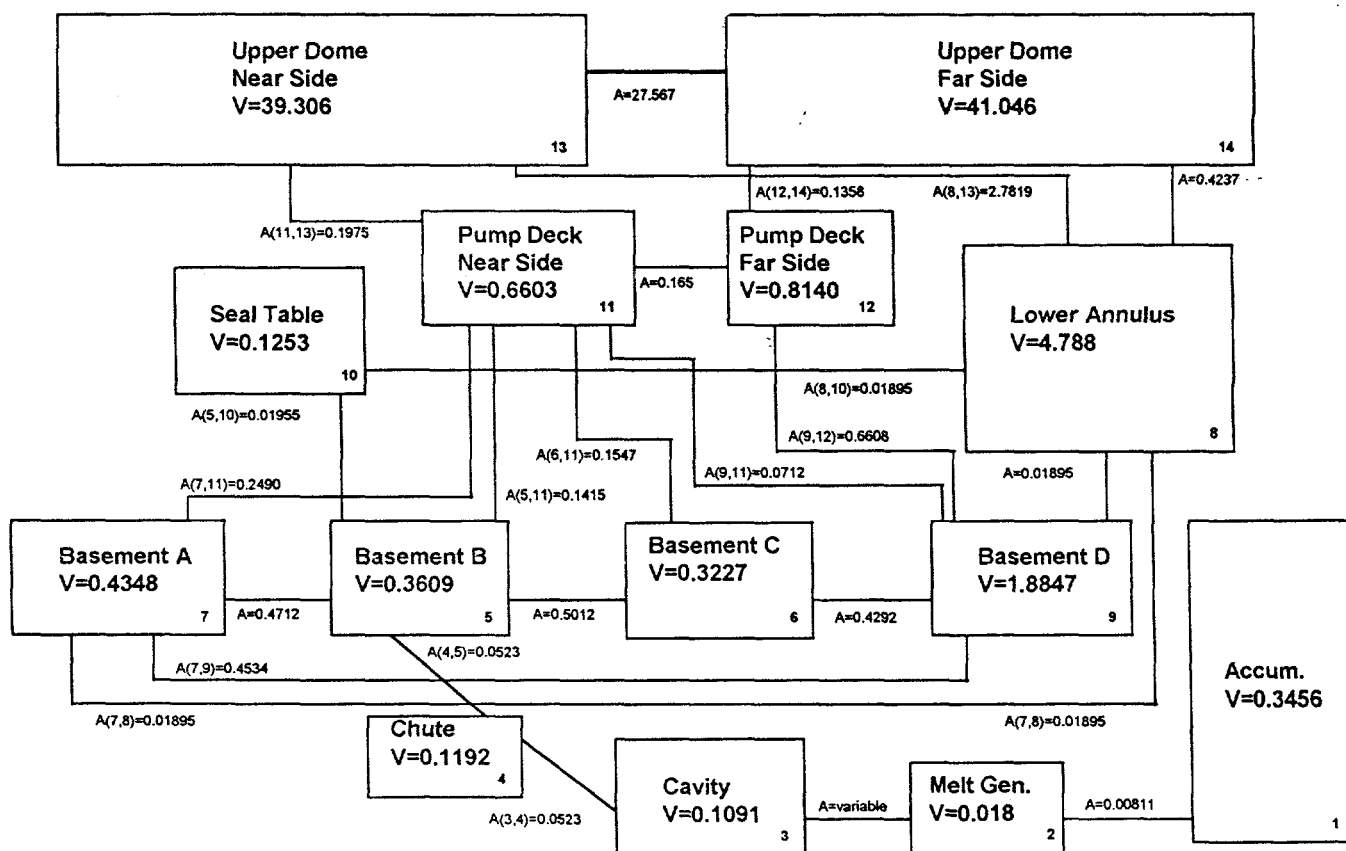 Upper Dome
Near Side
V=39.306
13
A=27.567
Upper Dome
Far Side
V=41.046
14
A(11,13)=0.1975
A(12,14)=0.1358
A(8,13)=2.7819
A=0.4237
Pump Deck
Near Side
V=0.6603
11
A=0.165
Pump Deck
Far Side
V=0.8140
12
Seal Table
V=0.1253
10
Lower Annulus
V=4.788
8
A(5,10)=0.01955
A(8,10)=0.01895
A(7,11)=0.2490
A(6,11)=0.1547
A(5,11)=0.1415
A(9,12)=0.6608
A(9,11)=0.0712
A=0.01895
Basement A
V=0.4348
7
A=0.4712
Basement B
V=0.3609
5
A=0.5012
Basement C
V=0.3227
6
A=0.4292
Basement D
V=1.8847
9
A(7,9)=0.4534
A(4,5)=0.0523
A(7,8)=0.01895
A(7,8)=0.01895
Accum.
V=0.3456
1
Chute
V=0.1192
4
A(3,4)=0.0523
Cavity
V=0.1091
3
A=variable
Melt Gen.
V=0.018
2
A=0.00811